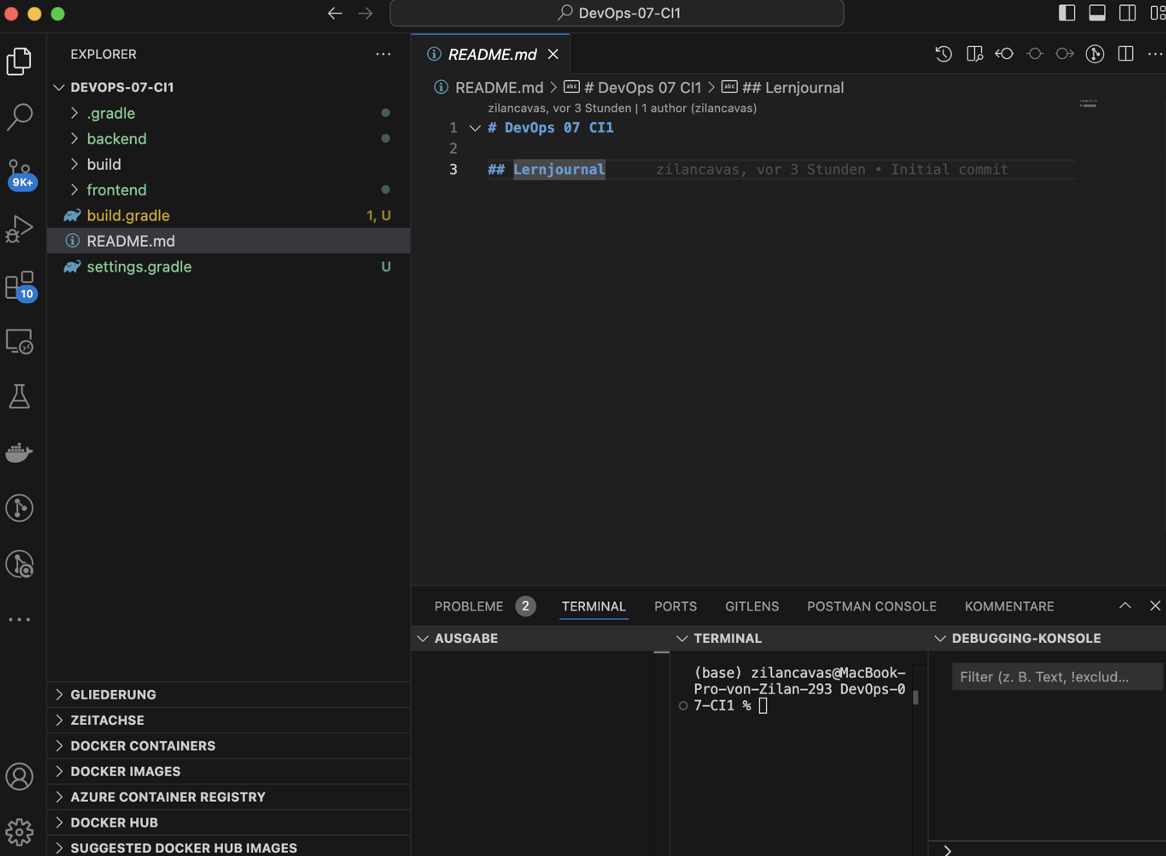 DevOps-07-CI1
EXPLORER
DEVOPS-07-CI1
.gradle
backend
build
frontend
build.gradle 1, U
README.md
settings.gradle U
9K+
10
GLIEDERUNG
ZEITACHSE
DOCKER CONTAINERS
DOCKER IMAGES
AZURE CONTAINER REGISTRY
DOCKER HUB
SUGGESTED DOCKER HUB IMAGES
README.md
README.md > # DevOps 07 CI1 > ## Lernjournal
zilancavas, vor 3 Stunden | 1 author (zilancavas)
1 # DevOps 07 CI1
2
3 ## Lernjournal zilancavas, vor 3 Stunden • Initial commit
PROBLEME 2 TERMINAL PORTS GITLENS POSTMAN CONSOLE KOMMENTARE
AUSGABE
TERMINAL
(base) zilancavas@MacBook-
Pro-von-Zilan-293 DevOps-0
7-CI1 %
DEBUGGING-KONSOLE
Filter (z. B. Text, !exclud...